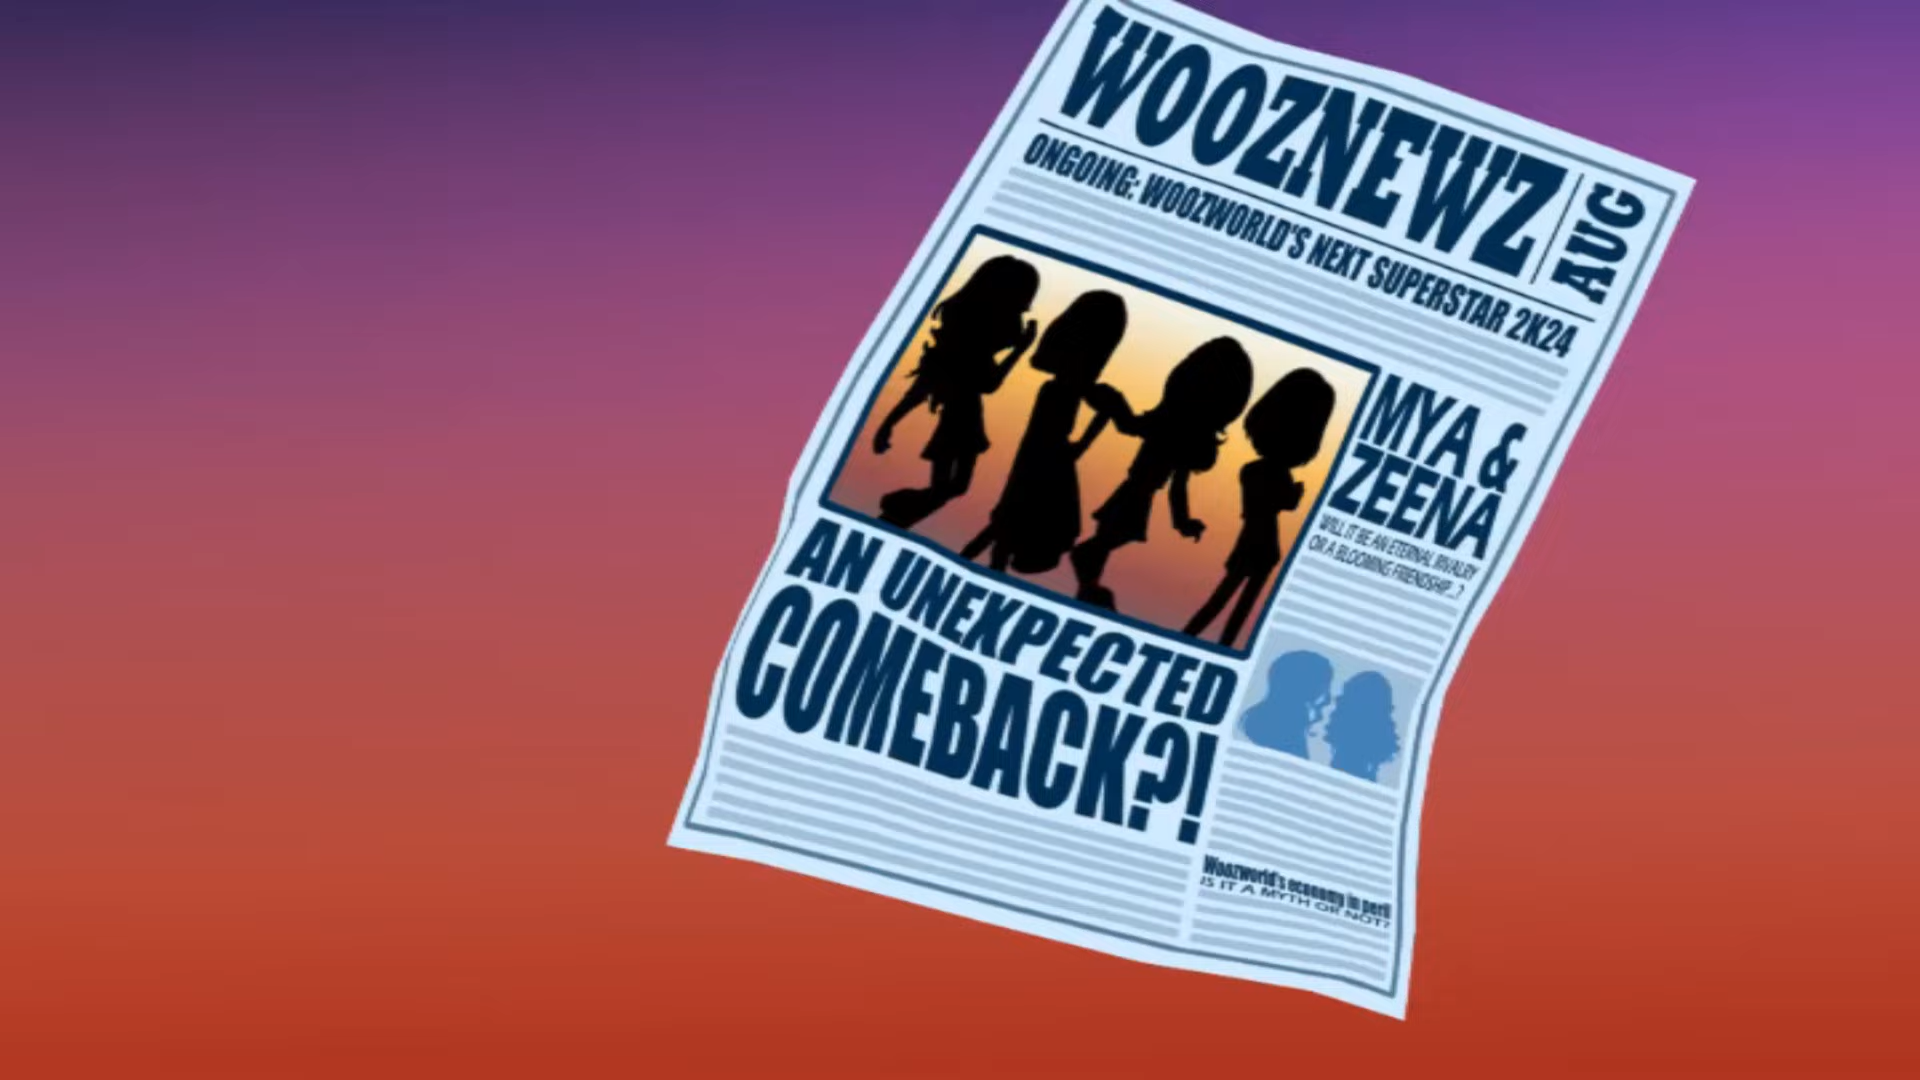 WOOZNEWZ
AUG
ONGOING: WOOZWORLD'S NEXT SUPERSTAR 2K24
MYA &
ZEENA
WILL IT BE AN ETERNAL RIVALRY
OR A BLOOMING FRIENDSHIP...?
AN UNEXPECTED
COMEBACK?!
Woozworld's economy in peril
IS IT A MYTH OR NOT?